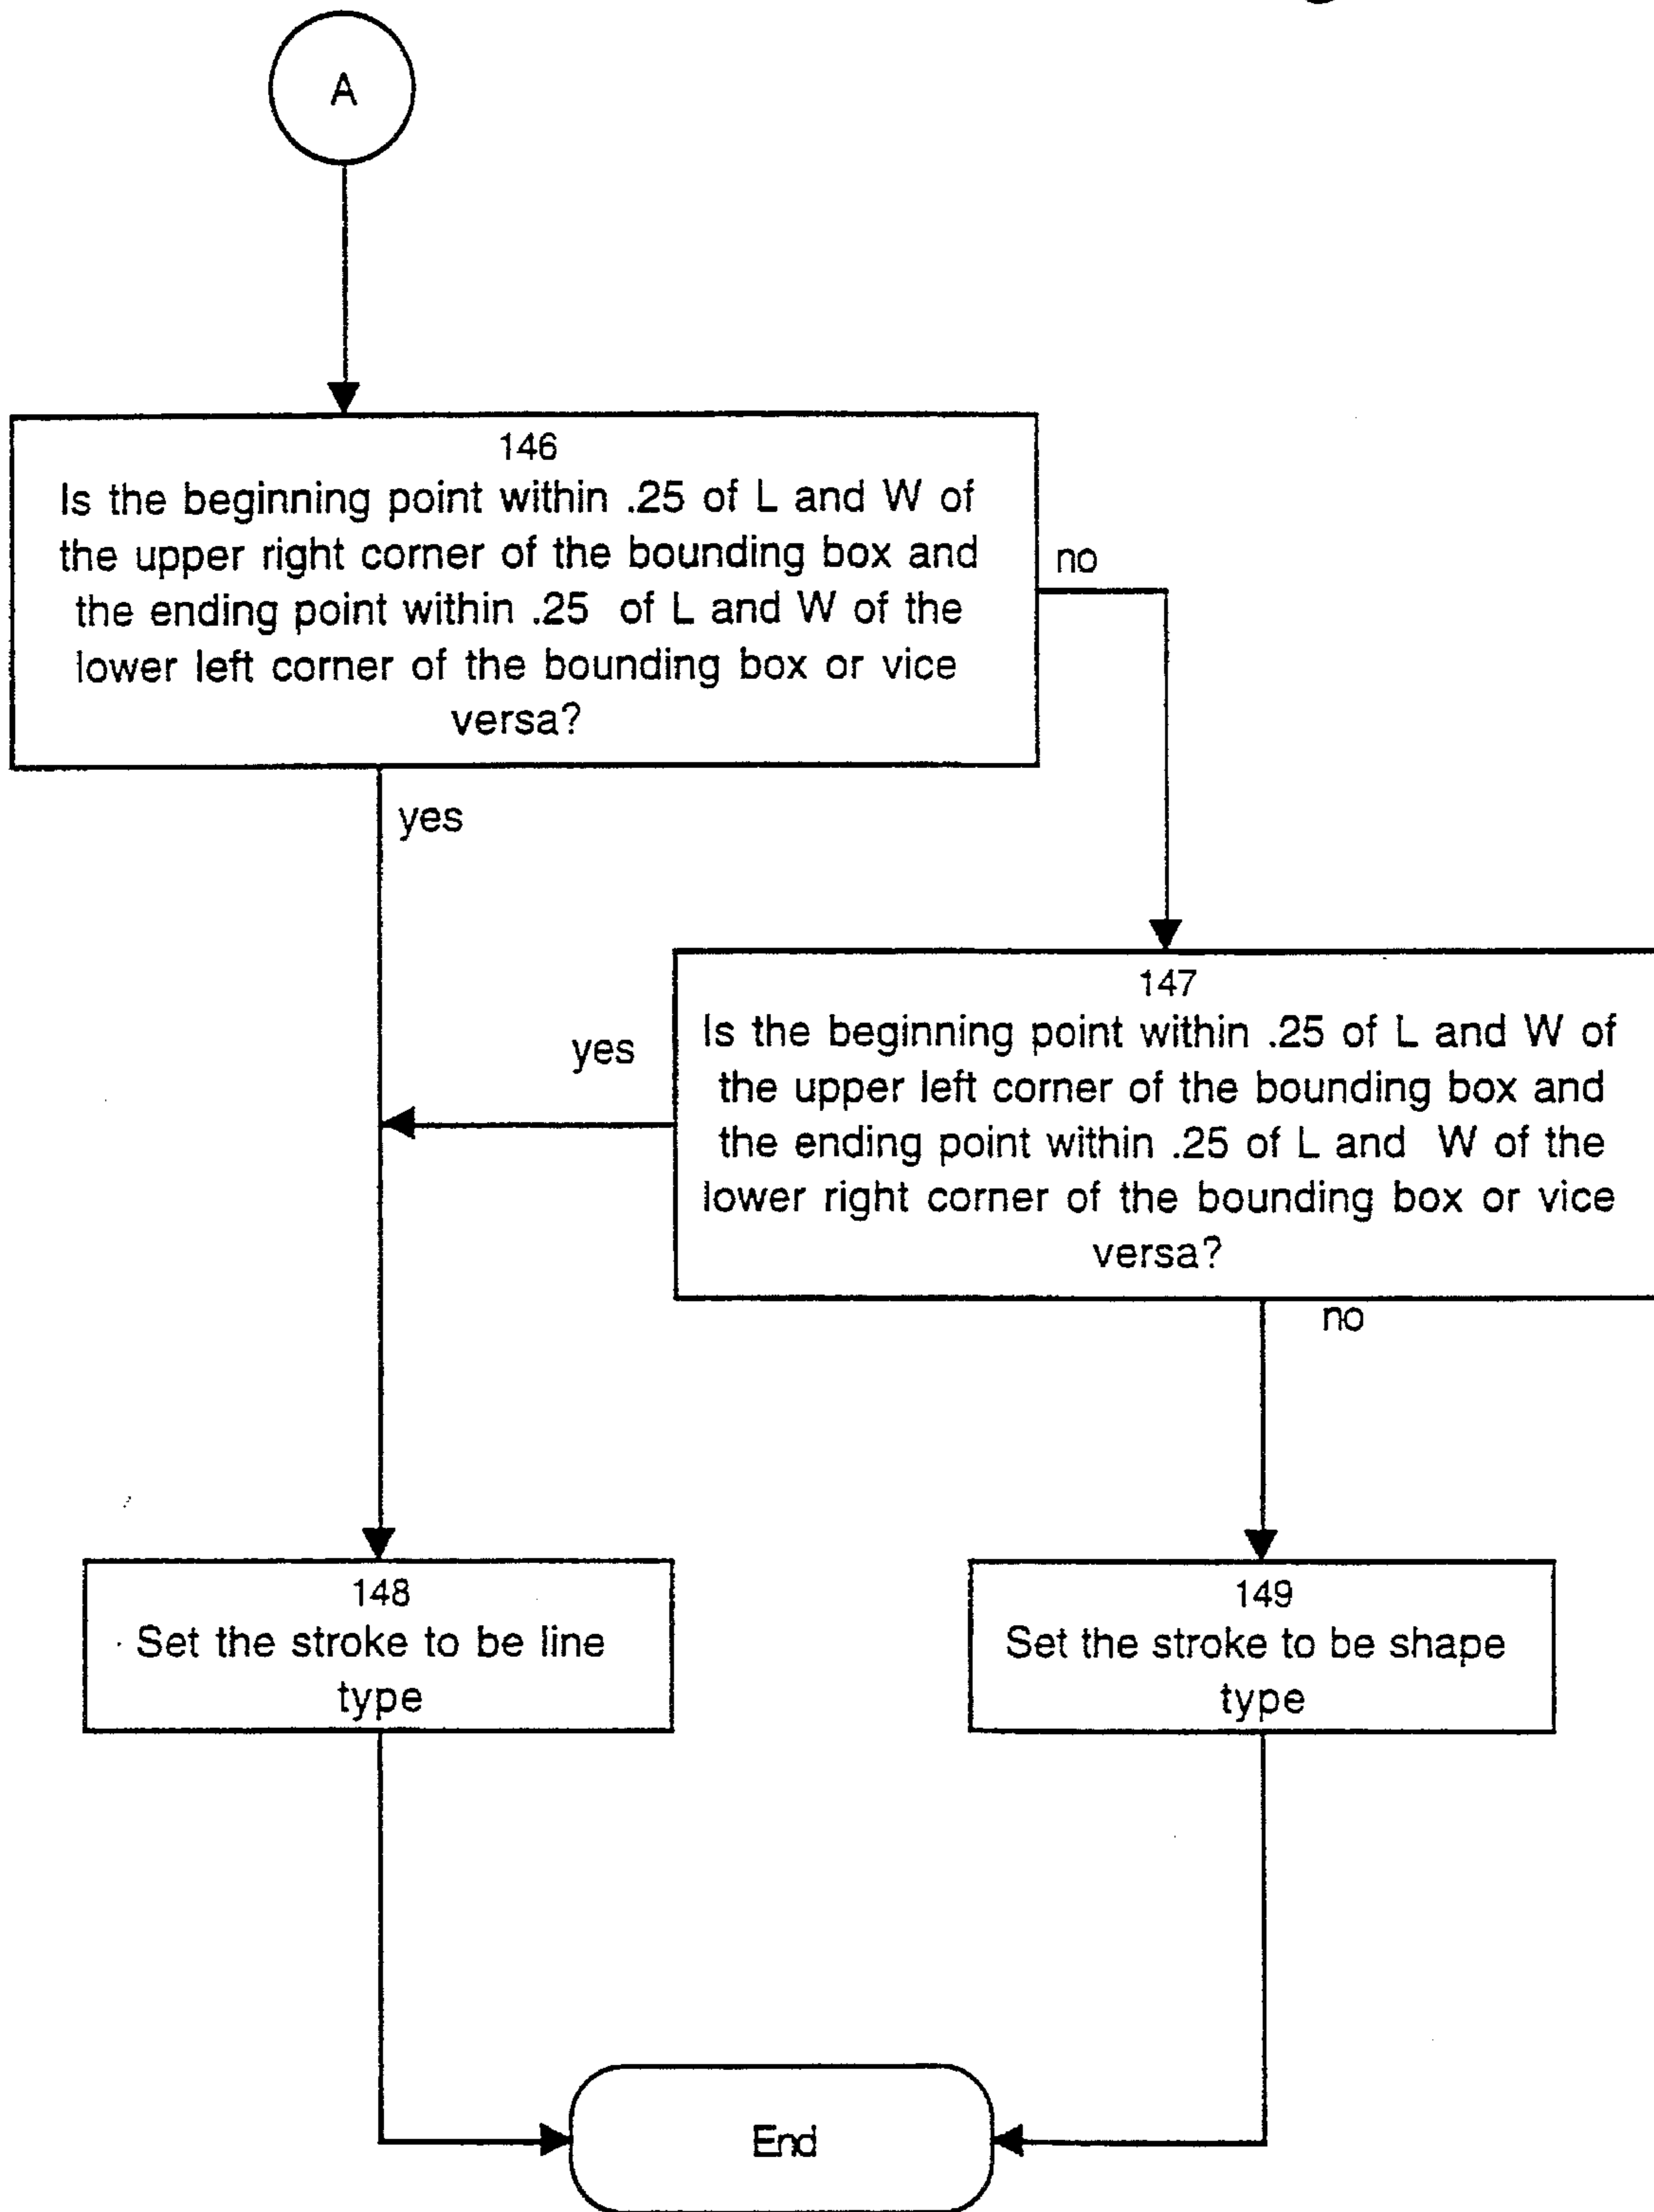 A
146
Is the beginning point within .25 of L and W of
the upper right corner of the bounding box and
the ending point within .25 of L and W of the
lower left corner of the bounding box or vice
versa?
no
yes
147
Is the beginning point within .25 of L and W of
the upper left corner of the bounding box and
the ending point within .25 of L and W of the
lower right corner of the bounding box or vice
versa?
yes
no
148
Set the stroke to be line
type
149
Set the stroke to be shape
type
End